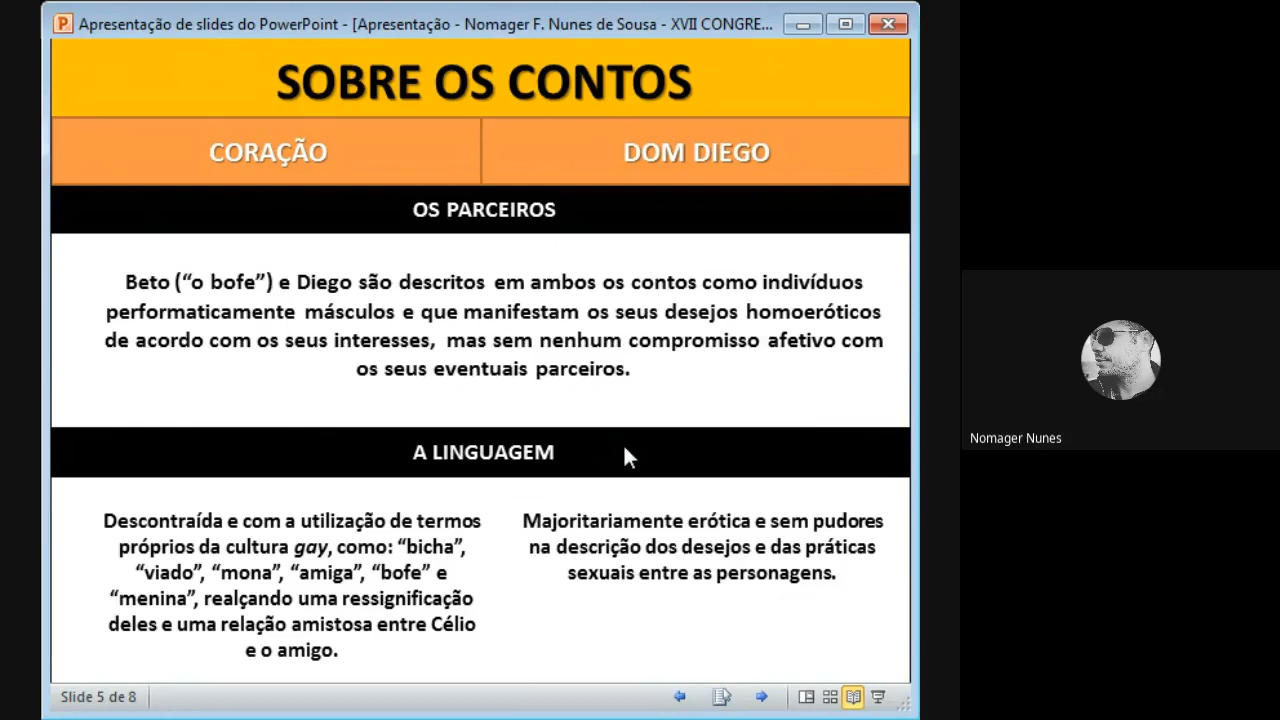 Apresentação de slides do PowerPoint - [Apresentação - Nomager F. Nunes de Sousa - XVII CONGRE...
SOBRE OS CONTOS
CORAÇÃO
DOM DIEGO
OS PARCEIROS
Beto (“o bofe”) e Diego são descritos em ambos os contos como indivíduos
performaticamente másculos e que manifestam os seus desejos homoeróticos
de acordo com os seus interesses, mas sem nenhum compromisso afetivo com
os seus eventuais parceiros.
A LINGUAGEM
Descontraída e com a utilização de termos
próprios da cultura gay, como: “bicha”,
“viado”, “mona”, “amiga”, “bofe” e
“menina”, realçando uma ressignificação
deles e uma relação amistosa entre Célio
e o amigo.
Majoritariamente erótica e sem pudores
na descrição dos desejos e das práticas
sexuais entre as personagens.
Slide 5 de 8
Nomager Nunes